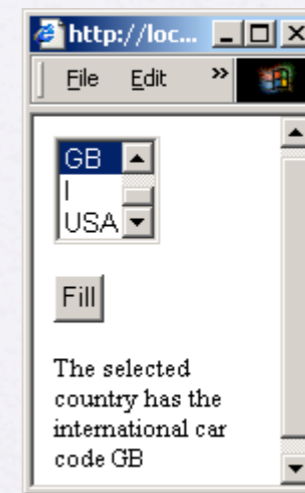 http://loc...
File Edit »
GB
I
USA
Fill
The selected
country has the
international car
code GB